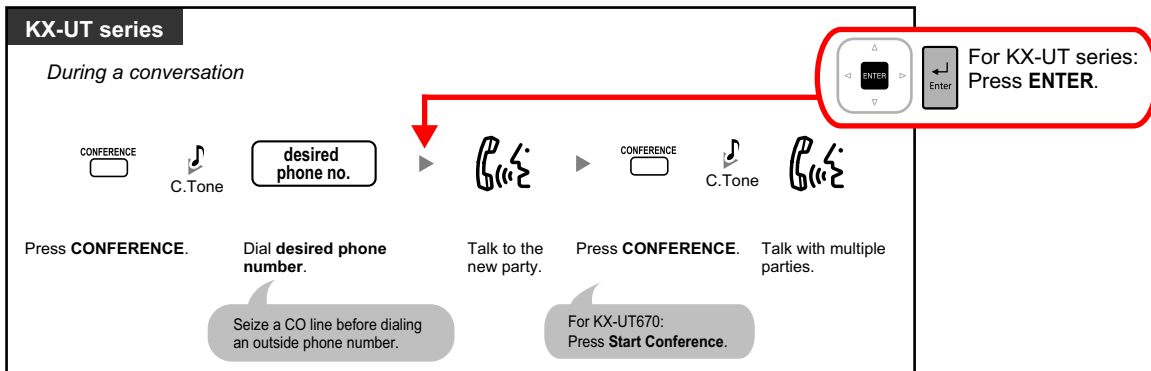 KX-UT series
During a conversation
For KX-UT series:
Press ENTER.
ENTER
Enter
CONFERENCE
C.Tone
desired
phone no.
CONFERENCE
C.Tone
Press CONFERENCE.
Dial desired phone
number.
Talk to the
new party.
Press CONFERENCE.
Talk with multiple
parties.
Seize a CO line before dialing
an outside phone number.
For KX-UT670:
Press Start Conference.